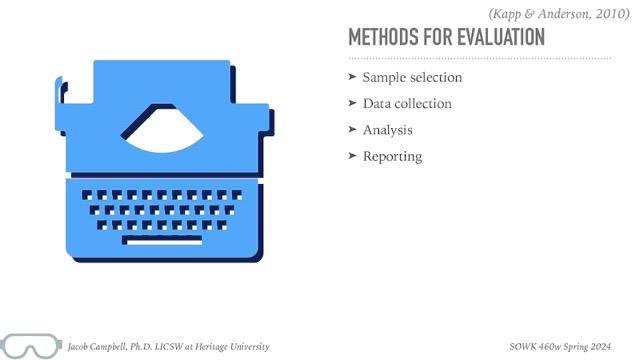 (Kapp & Anderson, 2010)
METHODS FOR EVALUATION
➤ Sample selection
➤ Data collection
➤ Analysis
➤ Reporting
Jacob Campbell, Ph.D. LICSW at Heritage University
SOWK 460w Spring 2024